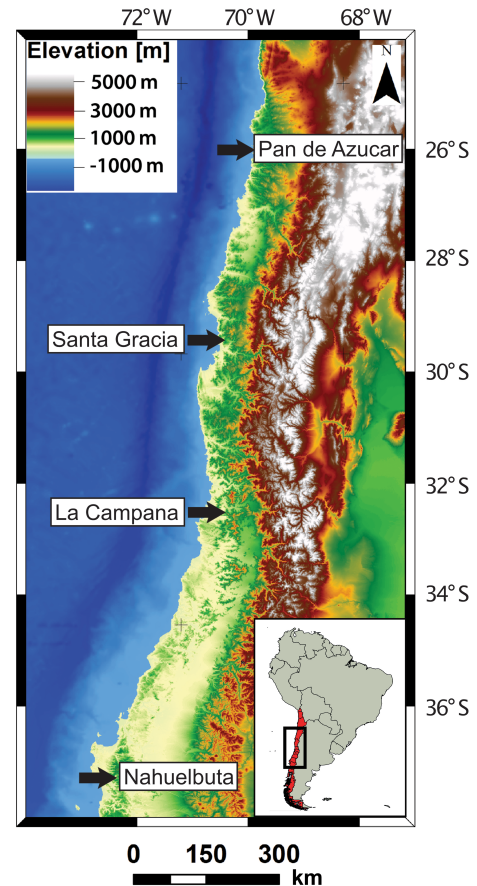 72°W 70°W 68°W
Elevation [m]
5000 m
3000 m
1000 m
-1000 m
N
Pan de Azucar
26°S
28°S
Santa Gracia
30°S
32°S
La Campana
34°S
36°S
Nahuelbuta
0 150 300
km